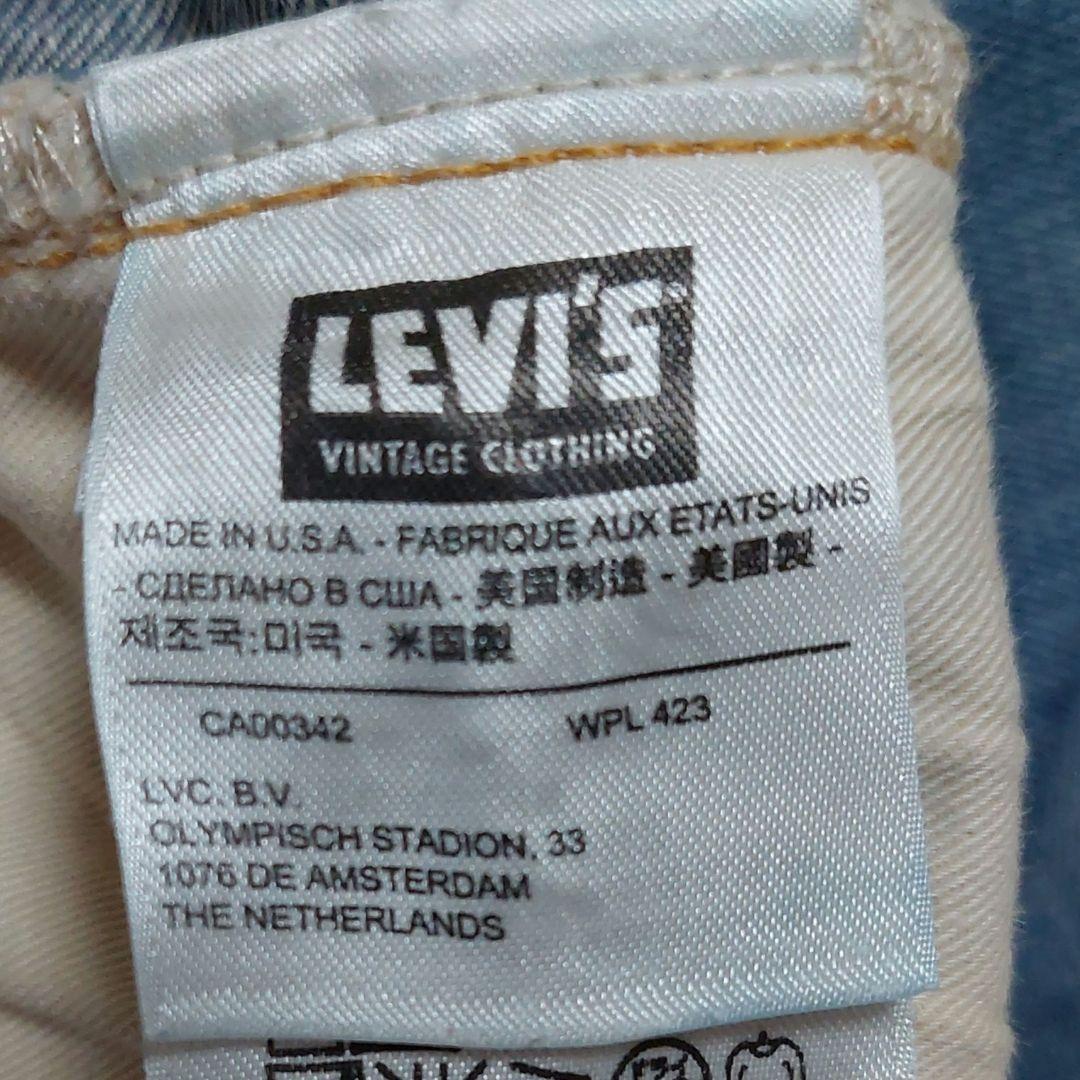 LEVI'S
VINTAGE CLOTHING
MADE IN U.S.A. - FABRIQUE AUX ETATS-UNIS
- СДЕЛАНО В США - 美国制造 - 美國製 -
제조국:미국 - 米国製
CA00342 WPL 423
LVC. B.V.
OLYMPISCH STADION, 33
1076 DE AMSTERDAM
THE NETHERLANDS